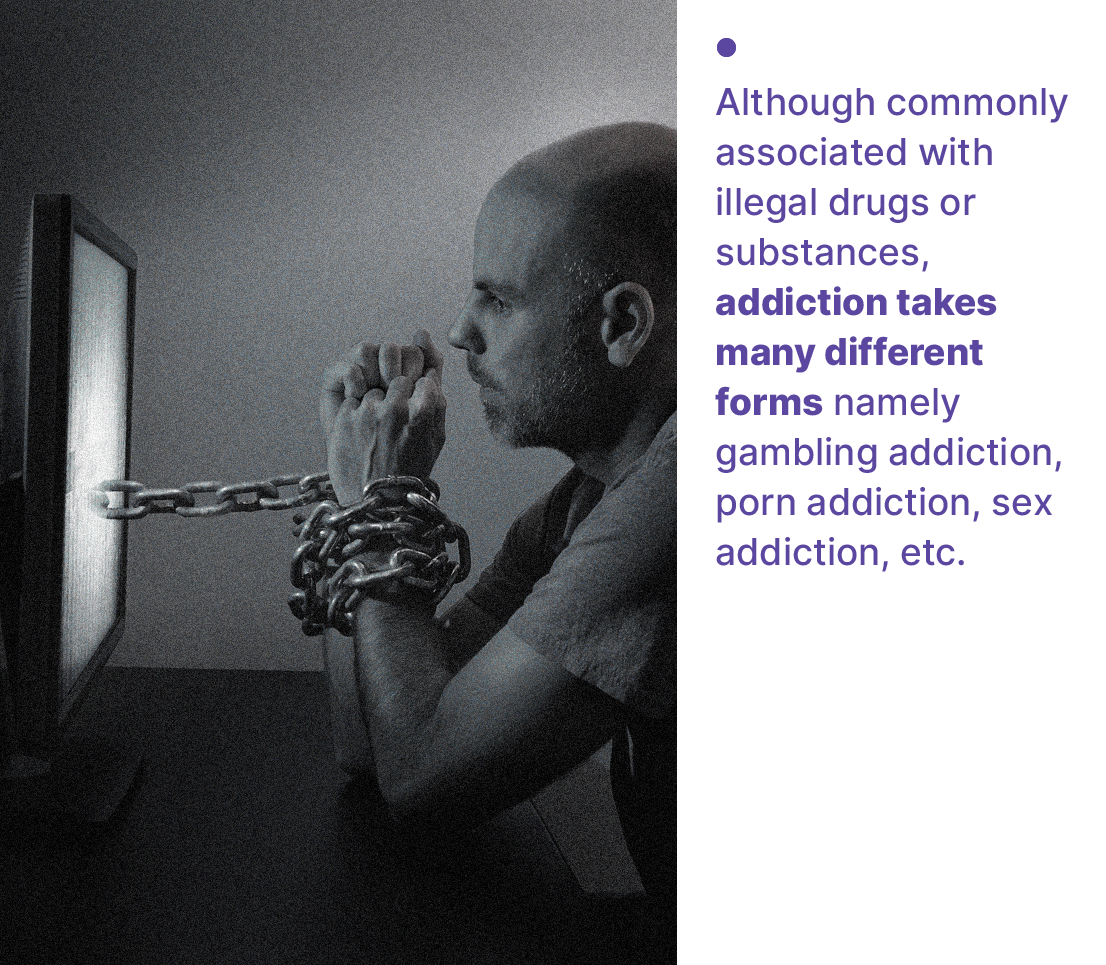 Although commonly
associated with
illegal drugs or
substances,
addiction takes
many different
forms namely
gambling addiction,
porn addiction, sex
addiction, etc.